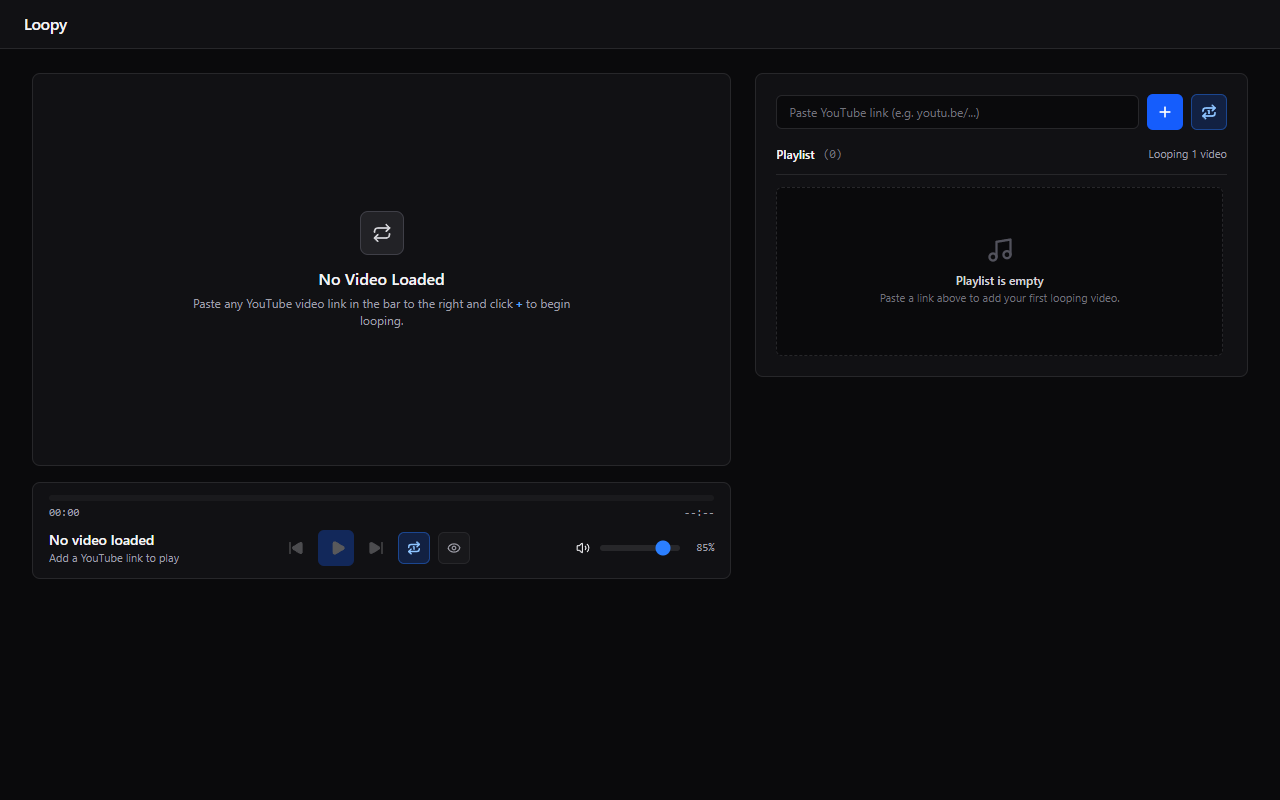 Loopy
No Video Loaded
Paste any YouTube video link in the bar to the right and click + to begin
looping.
00:00
--:--
No video loaded
Add a YouTube link to play
85%
Paste YouTube link (e.g. youtu.be/...)
Playlist (0)
Looping 1 video
Playlist is empty
Paste a link above to add your first looping video.